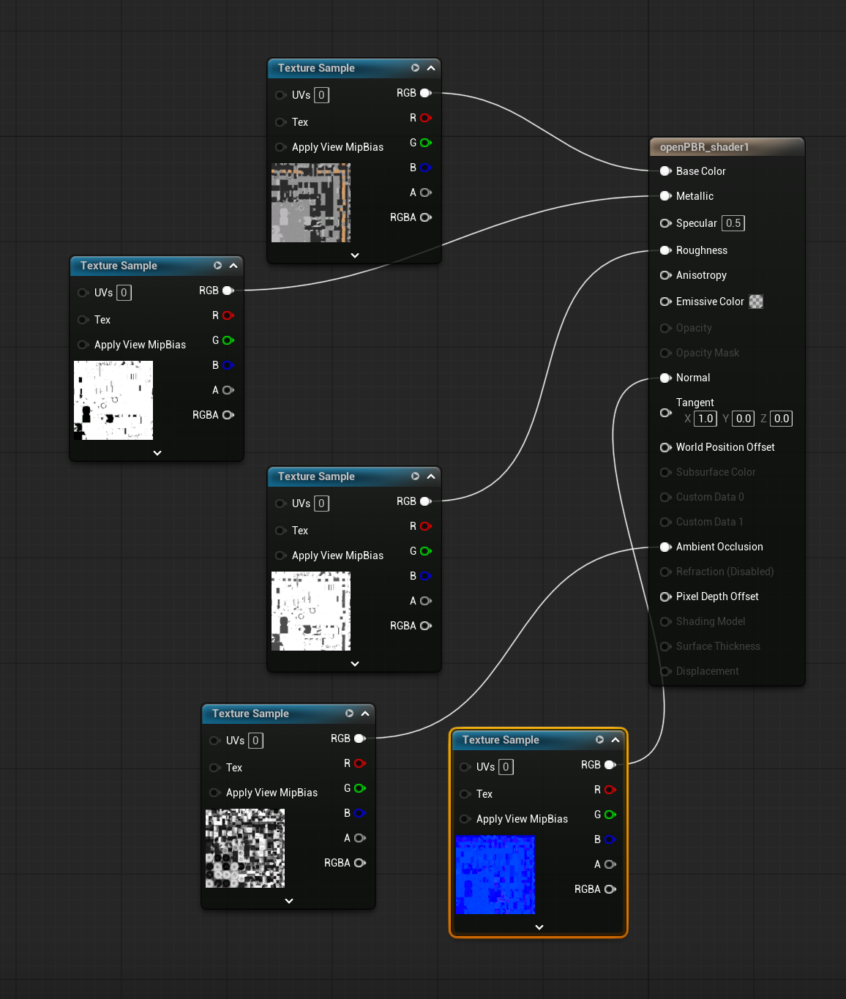 Texture Sample
UVs 0
RGB
Tex
R
Apply View MipBias
G
B
A
RGBA
Texture Sample
UVs 0
RGB
Tex
R
Apply View MipBias
G
B
A
RGBA
Texture Sample
UVs 0
RGB
Tex
R
Apply View MipBias
G
B
A
RGBA
Texture Sample
UVs 0
RGB
Tex
R
Apply View MipBias
G
B
A
RGBA
Texture Sample
UVs 0
RGB
Tex
R
Apply View MipBias
G
B
A
RGBA
openPBR_shader1
Base Color
Metallic
Specular 0.5
Roughness
Anisotropy
Emissive Color
Opacity
Opacity Mask
Normal
Tangent
X 1.0 Y 0.0 Z 0.0
World Position Offset
Subsurface Color
Custom Data 0
Custom Data 1
Ambient Occlusion
Refraction (Disabled)
Pixel Depth Offset
Shading Model
Surface Thickness
Displacement